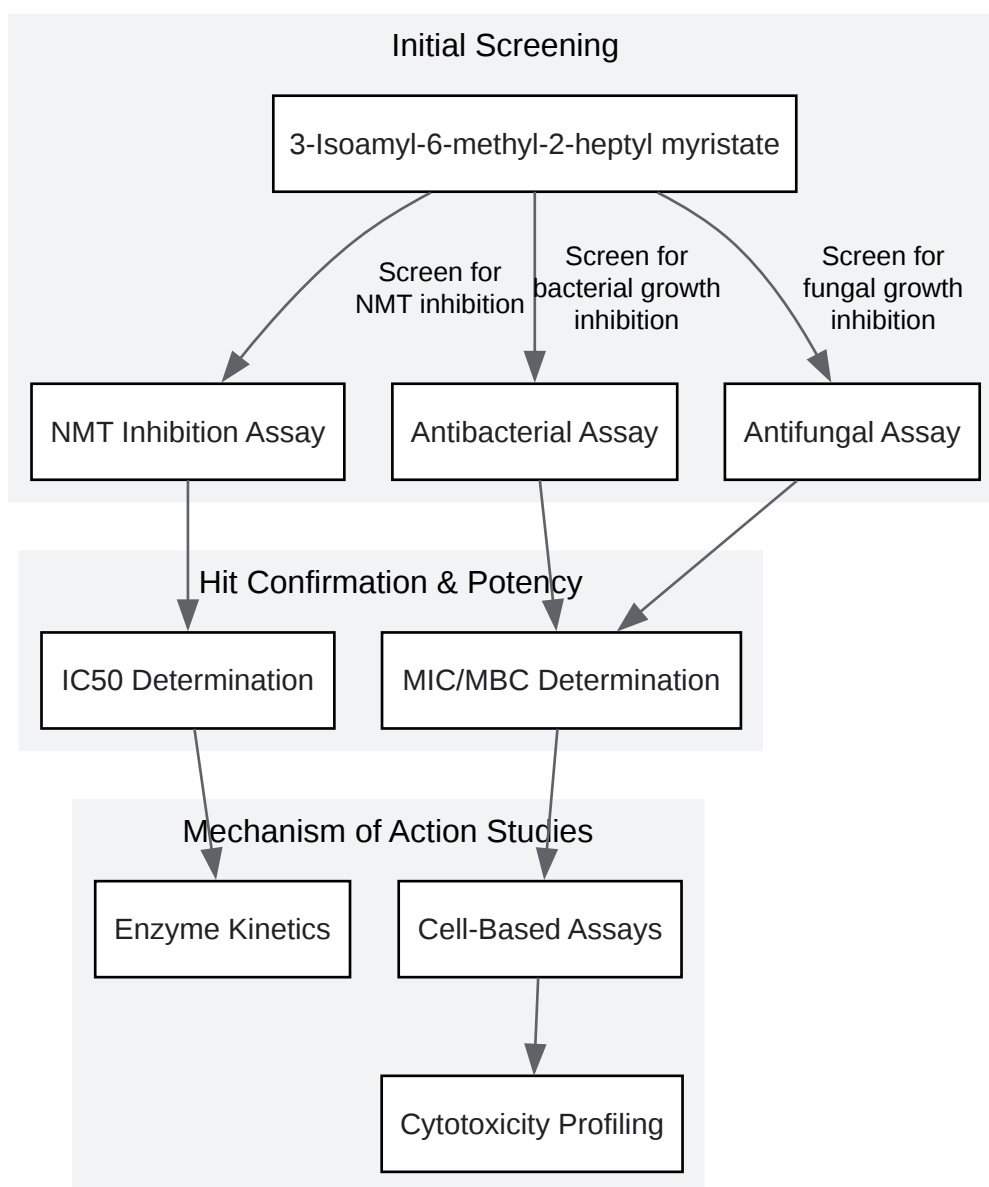 Initial Screening
3-Isoamyl-6-methyl-2-heptyl myristate
Screen for
NMT inhibition
Screen for
bacterial growth
inhibition
Screen for
fungal growth
inhibition
NMT Inhibition Assay
Antibacterial Assay
Antifungal Assay
Hit Confirmation & Potency
IC50 Determination
MIC/MBC Determination
Mechanism of Action Studies
Enzyme Kinetics
Cell-Based Assays
Cytotoxicity Profiling